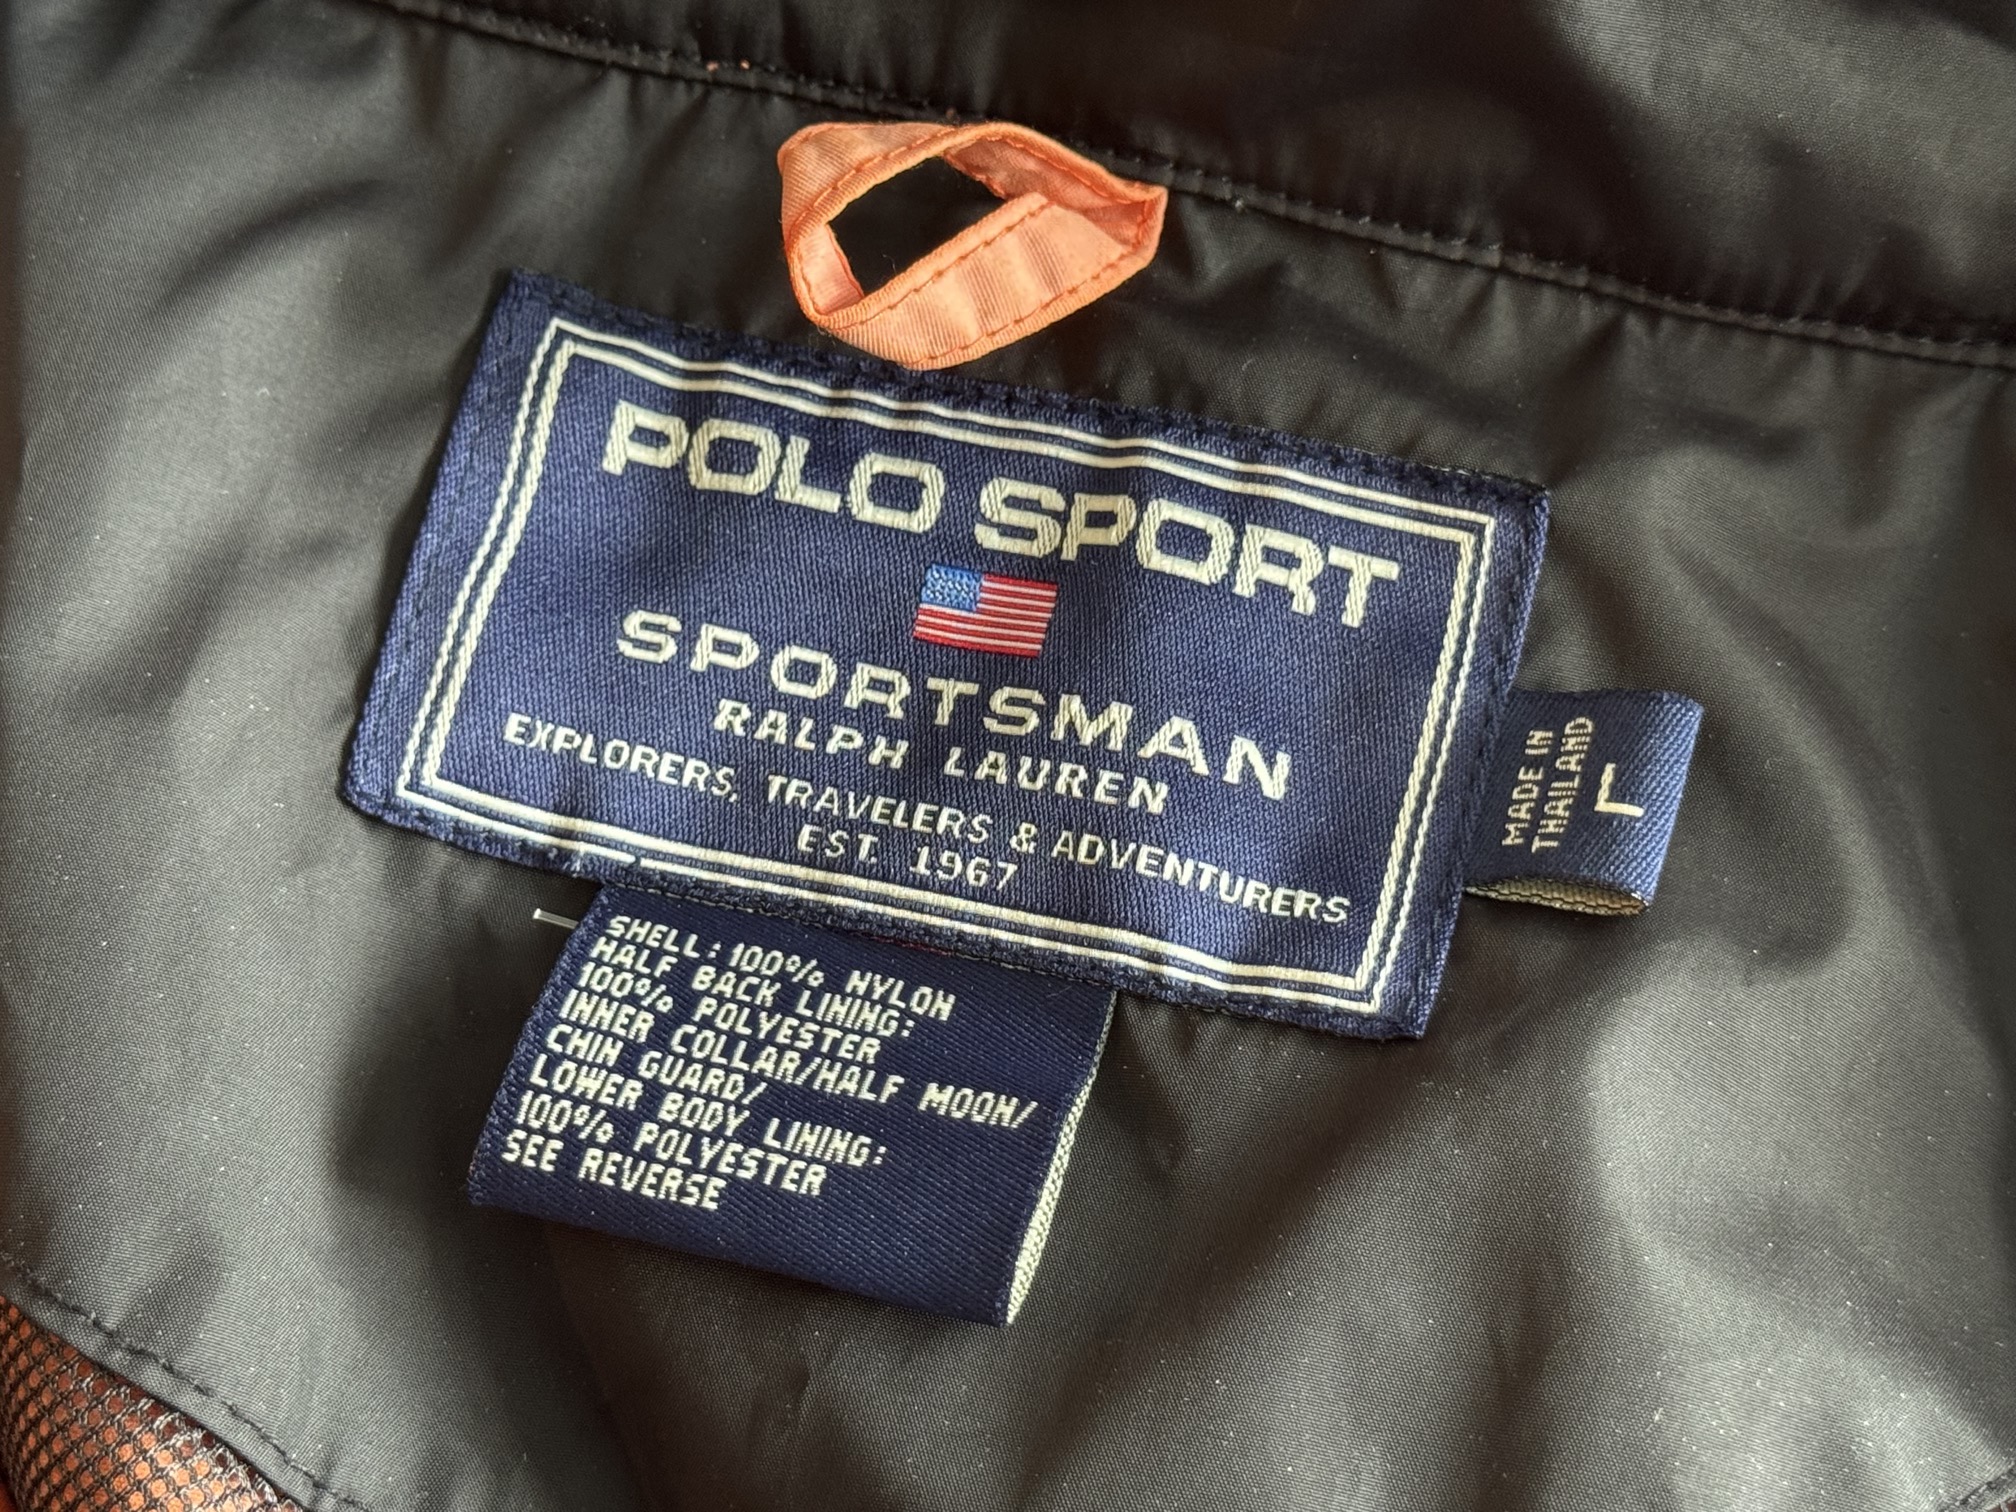 POLO SPORT
SPORTSMAN
RALPH LAUREN
EXPLORERS, TRAVELERS & ADVENTURERS
EST. 1967
MADE IN
THAILAND
L
SHELL: 100% NYLON
HALF BACK LINING:
100% POLYESTER
INNER COLLAR/HALF MOON/
CHIN GUARD/
LOWER BODY LINING:
100% POLYESTER
SEE REVERSE